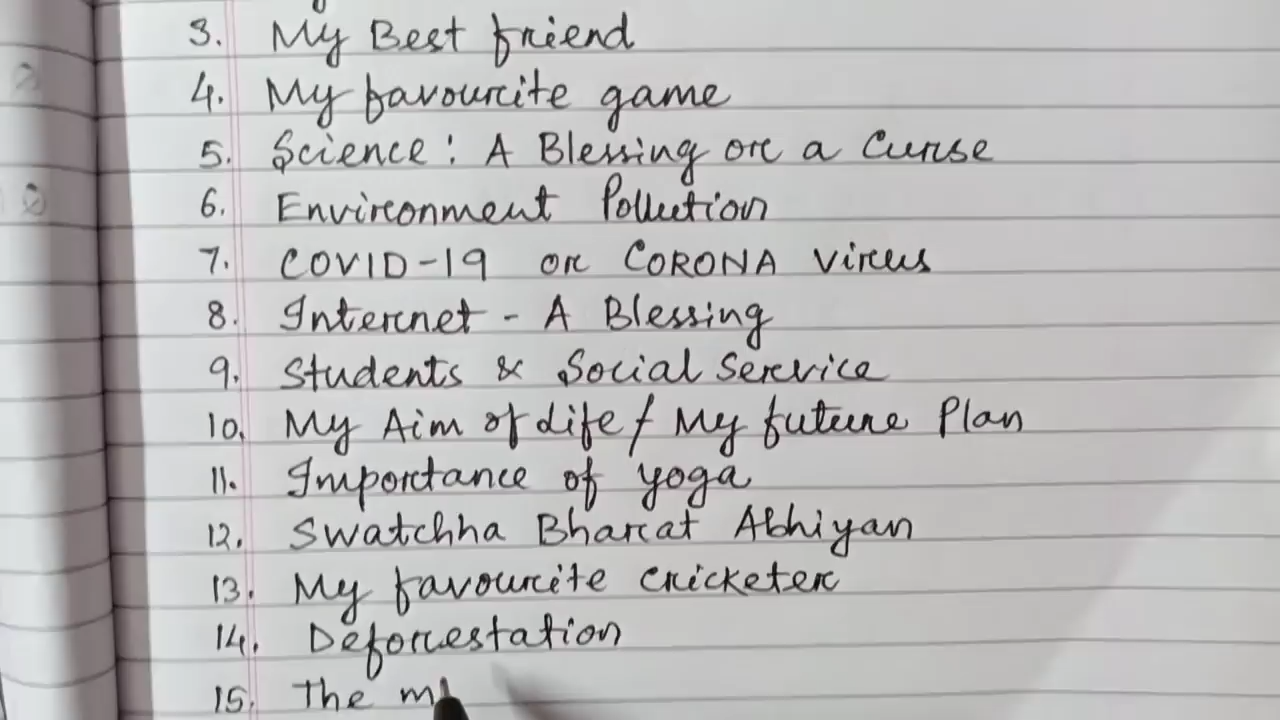 3. My Best friend
4. My favourite game
5. Science : A Blessing or a Curse
6. Environment Pollution
7. COVID-19 or CORONA Virus
8. Internet - A Blessing
9. Students & Social Service
10. My Aim of Life / My future Plan
11. Importance of yoga
12. Swatchha Bharat Abhiyan
13. My favourite cricketer
14. Deforestation
15. The m